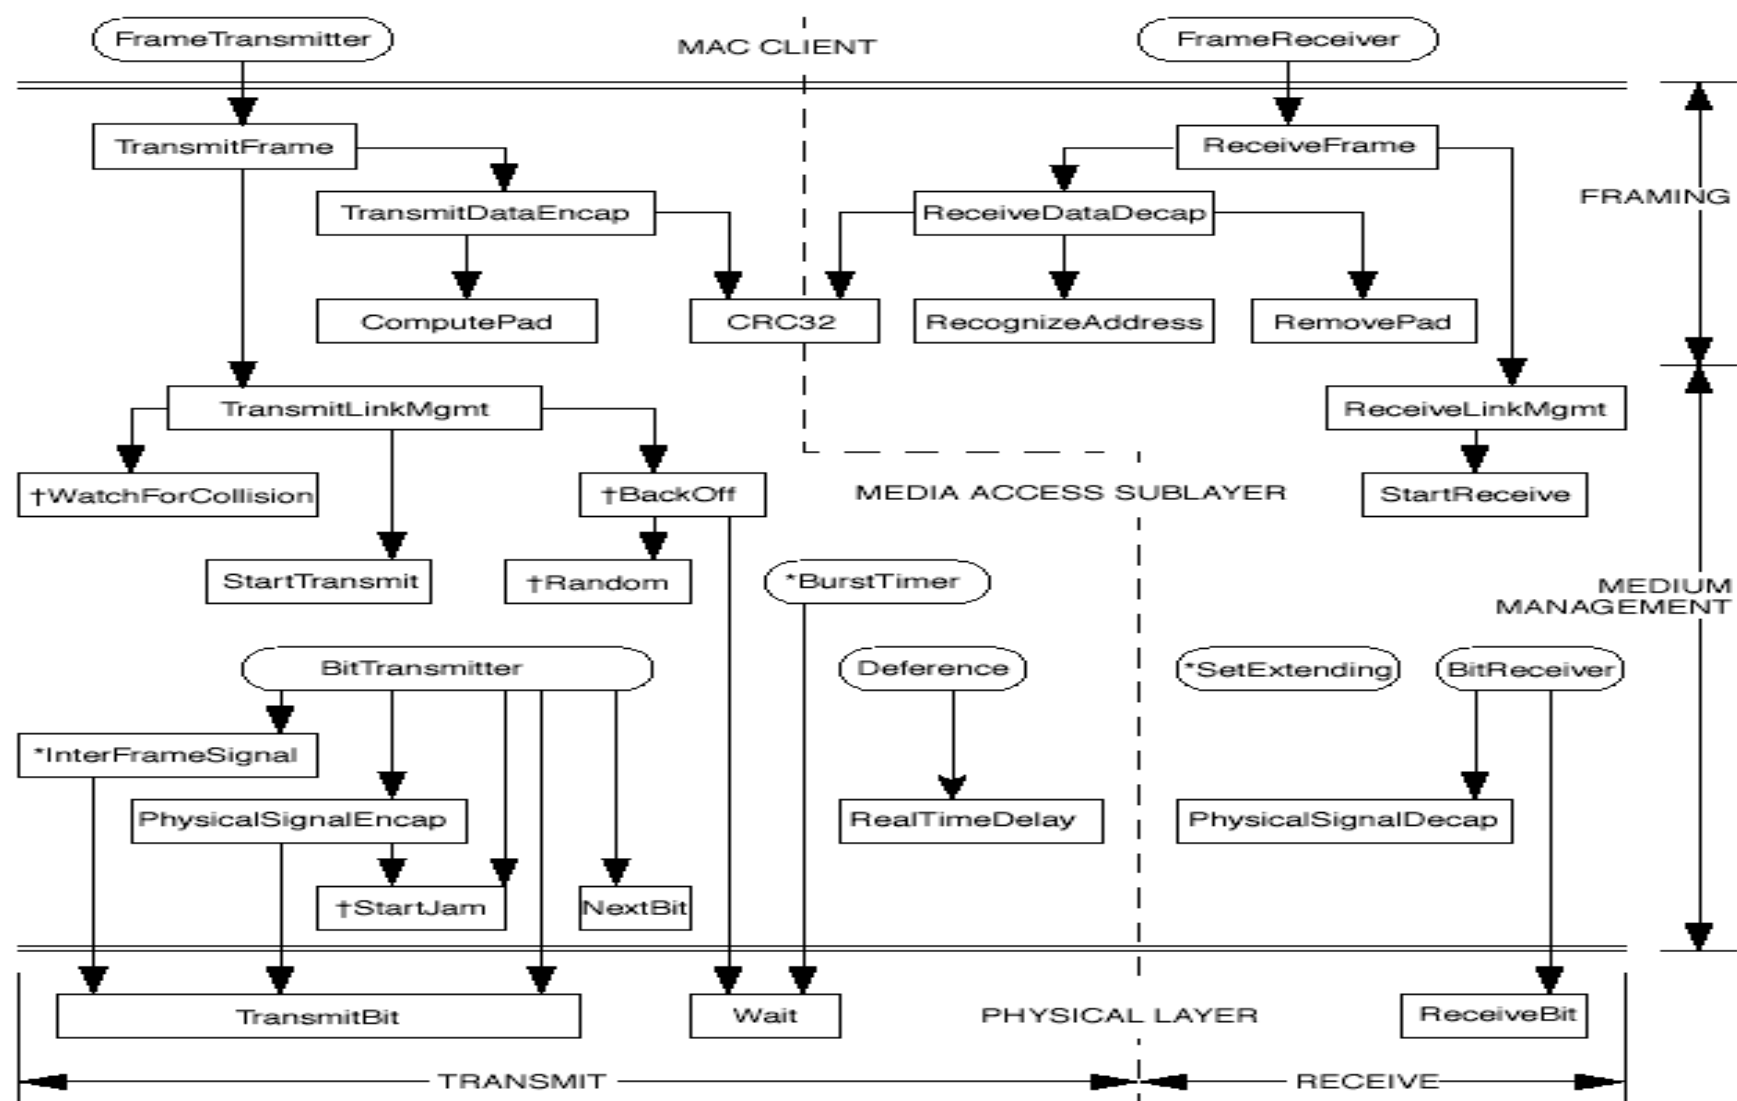 FrameTransmitter
MAC CLIENT
FrameReceiver
TransmitFrame
ReceiveFrame
FRAMING
TransmitDataEncap
ReceiveDataDecap
ComputePad
CRC32
RecognizeAddress
RemovePad
TransmitLinkMgmt
ReceiveLinkMgmt
†WatchForCollision
†BackOff
MEDIA ACCESS SUBLAYER
StartReceive
StartTransmit
†Random
*BurstTimer
MEDIUM
MANAGEMENT
BitTransmitter
Deference
*SetExtending
BitReceiver
*InterFrameSignal
PhysicalSignalEncap
RealTimeDelay
PhysicalSignalDecap
†StartJam
NextBit
TransmitBit
Wait
PHYSICAL LAYER
ReceiveBit
TRANSMIT
RECEIVE